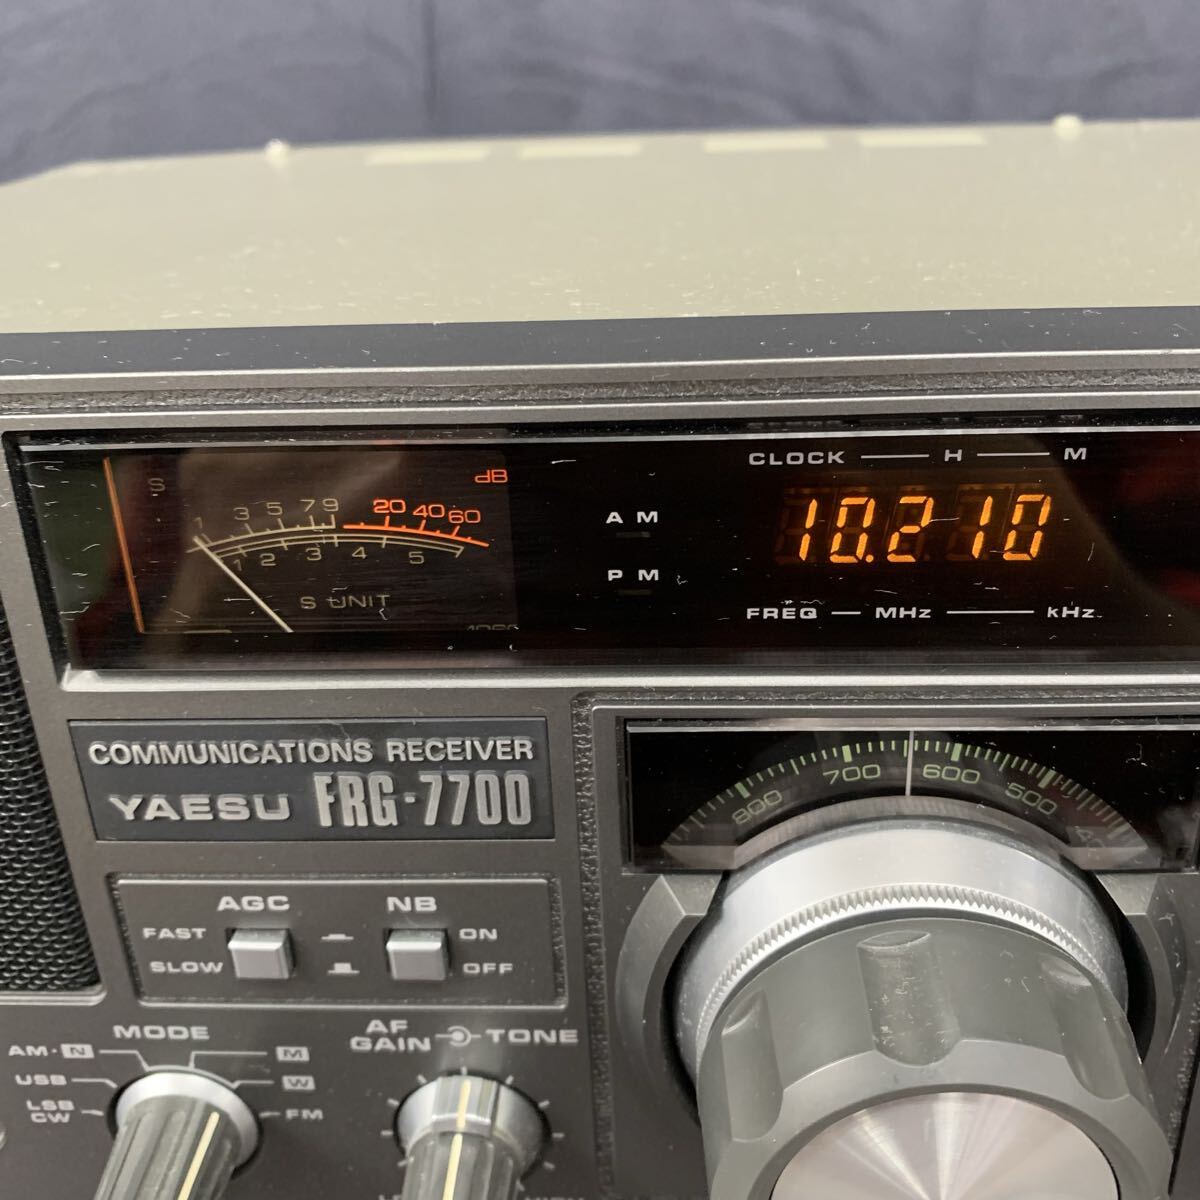 S
dB
1 3 5 7 9 20 40 60
1 2 3 4 5
S UNIT
AM
PM
CLOCK H M
10.210
FREQ MHz kHz
COMMUNICATIONS RECEIVER
YAESU FRG-7700
800 700 600 500
AGC
FAST
SLOW
NB
ON
OFF
MODE
AM·N
USB
LSB
CW
M
W
FM
AF
GAIN
TONE